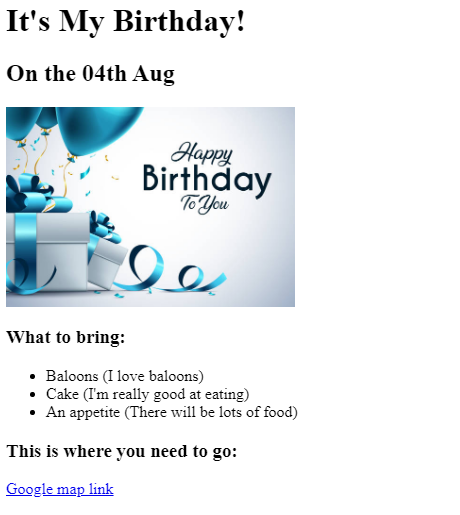 It's My Birthday!
On the 04th Aug
Happy
Birthday
To You
What to bring:
Baloons (I love baloons)
Cake (I'm really good at eating)
An appetite (There will be lots of food)
This is where you need to go:
Google map link